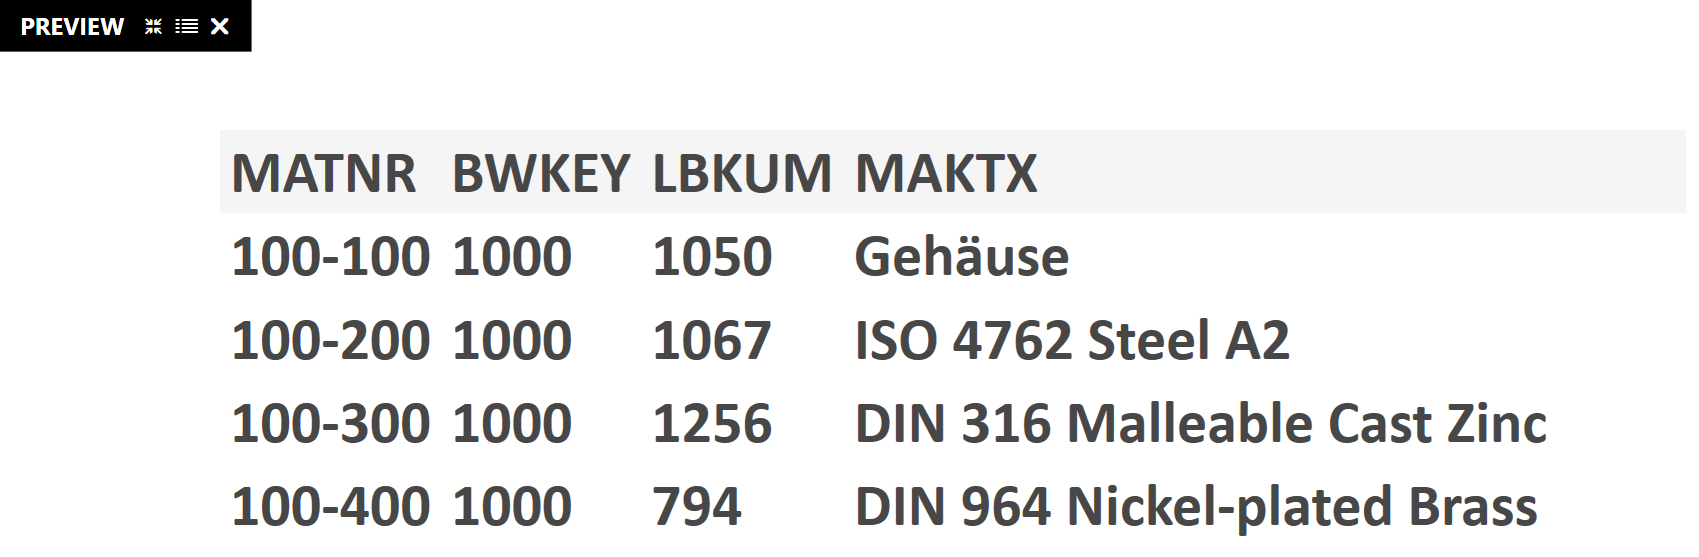 PREVIEW
MATNR BWKEY LBKUM MAKTX
100-100 1000 1050 Gehäuse
100-200 1000 1067 ISO 4762 Steel A2
100-300 1000 1256 DIN 316 Malleable Cast Zinc
100-400 1000 794 DIN 964 Nickel-plated Brass